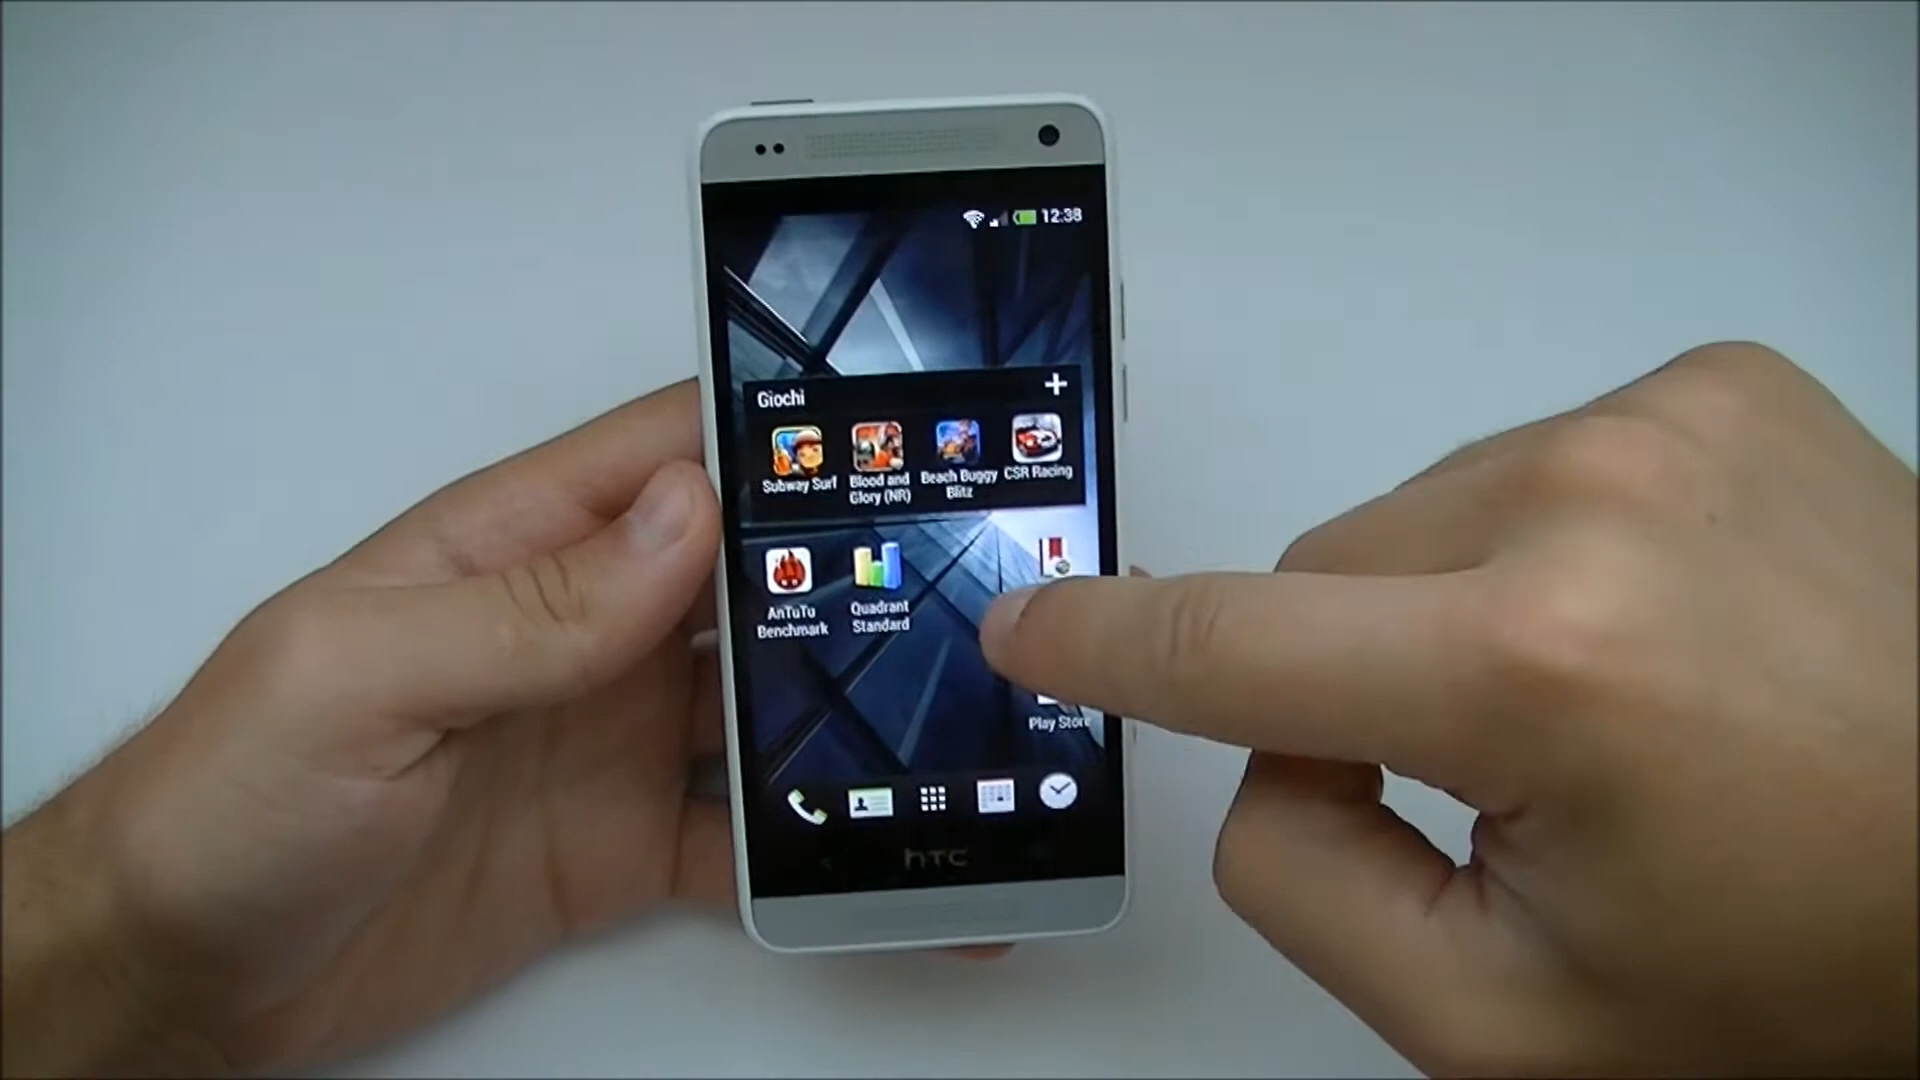 12:38
Giochi +
Subway Surf
Blood and
Glory (NR)
Beach Buggy
Blitz
CSR Racing
AnTuTu
Benchmark
Quadrant
Standard
Play Store
hTC